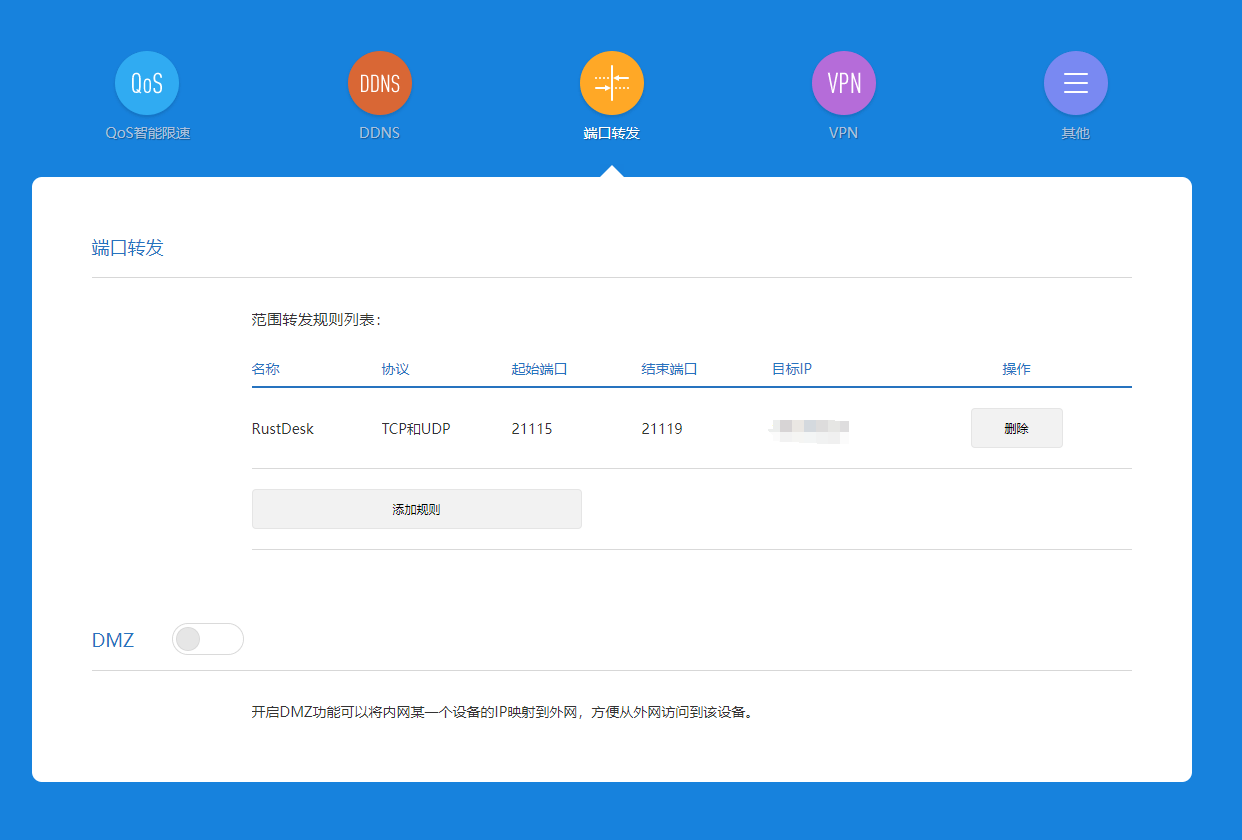 QoS DDNS VPN
QoS智能限速 DDNS 端口转发 VPN 其他
端口转发
范围转发规则列表：
名称 协议 起始端口 结束端口 目标IP 操作
RustDesk TCP和UDP 21115 21119 删除
添加规则
DMZ
开启DMZ功能可以将内网某一个设备的IP映射到外网，方便从外网访问到该设备。